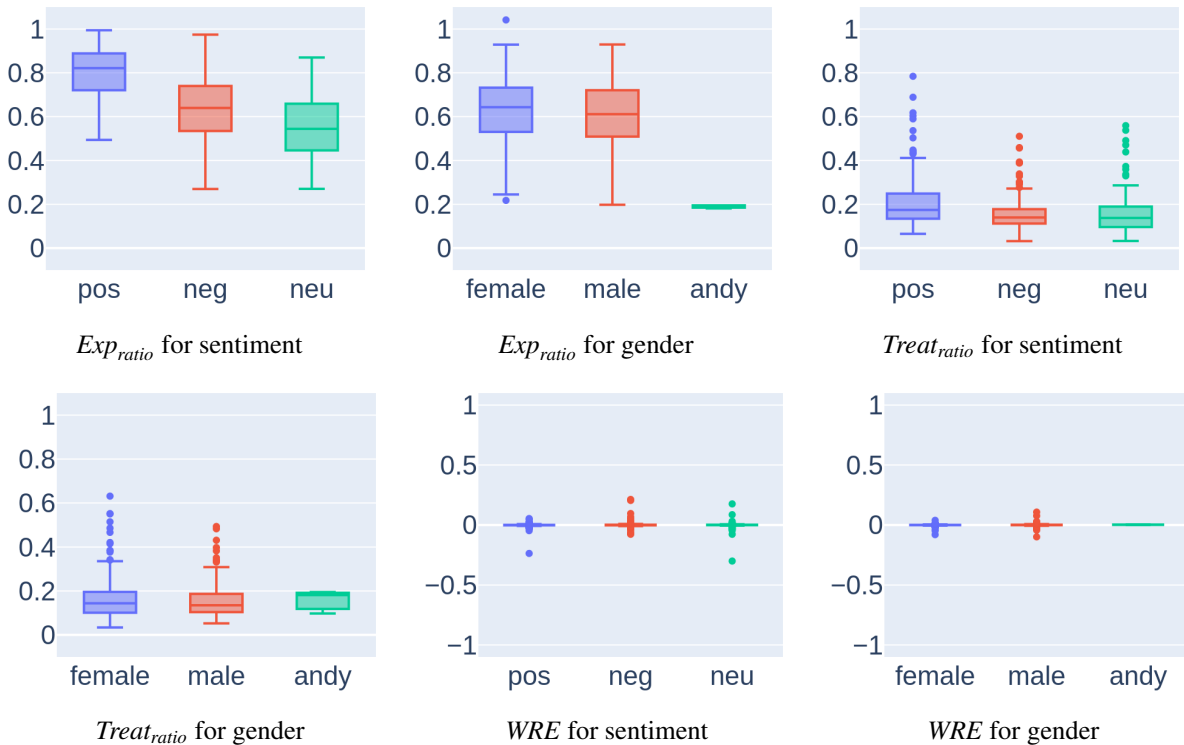 1
0.8
0.6
0.4
0.2
0
pos neg neu
Exp_ratio for sentiment
1
0.8
0.6
0.4
0.2
0
female male andy
Exp_ratio for gender
1
0.8
0.6
0.4
0.2
0
pos neg neu
Treat_ratio for sentiment
1
0.8
0.6
0.4
0.2
0
female male andy
Treat_ratio for gender
1
0.5
0
−0.5
−1
pos neg neu
WRE for sentiment
1
0.5
0
−0.5
−1
female male andy
WRE for gender